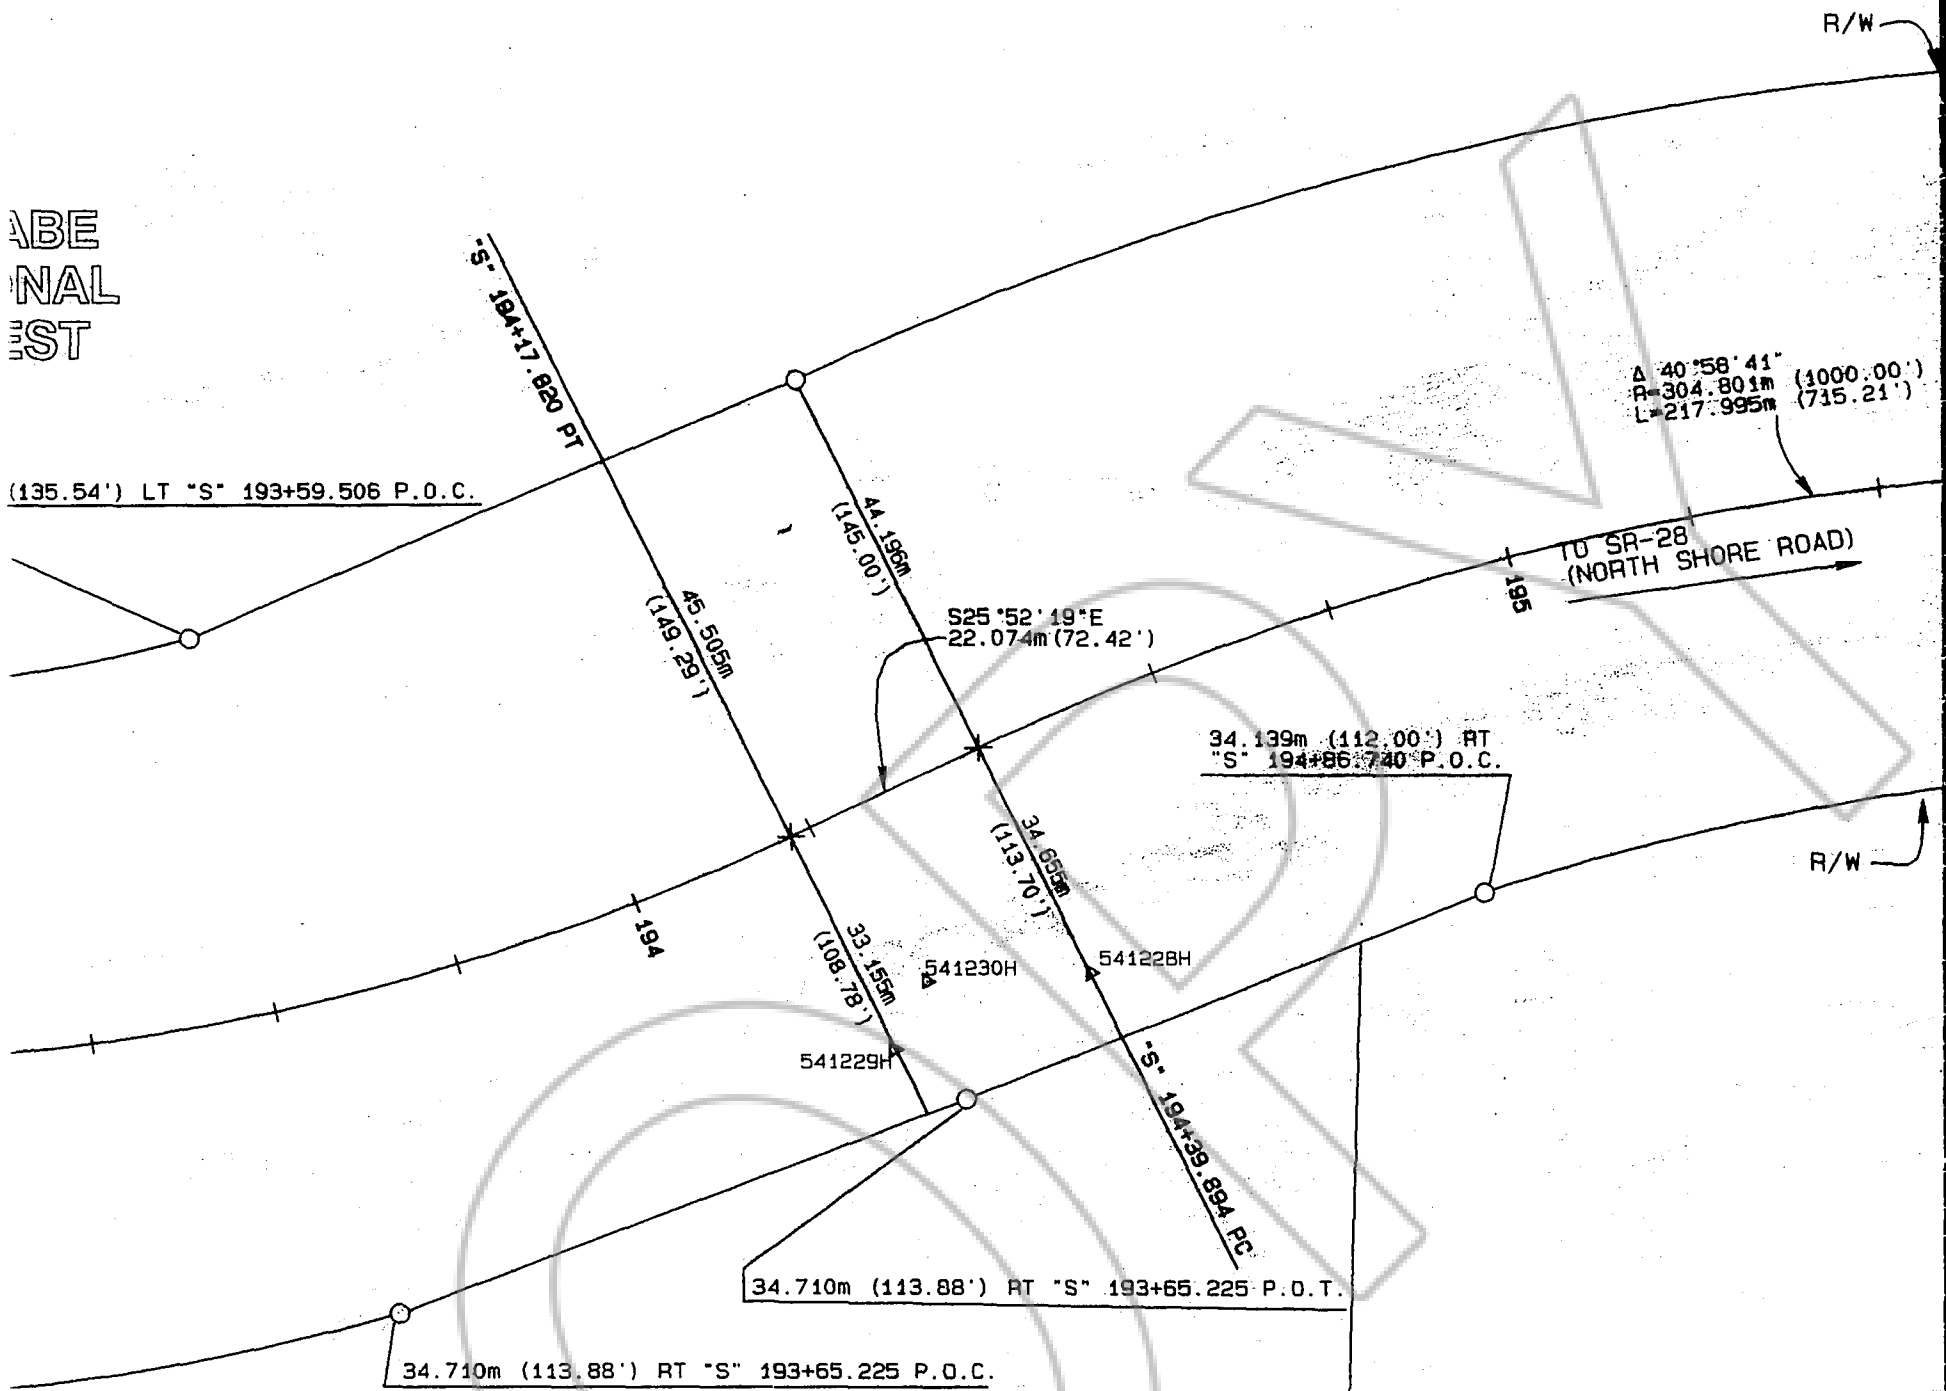 R/W
ABE
ONAL
EST
"S" 194+17.820 PT
(135.54') LT "S" 193+59.506 P.O.C.
Δ 40°58'41"
R=304.801m (1000.00')
L=217.995m (715.21')
44.196m
(145.00')
TO SR-28
(NORTH SHORE ROAD)
195
45.505m
(149.29')
S25°52'19"E
22.074m(72.42')
34.139m (112.00') RT
"S" 194+86.740 P.O.C.
34.655m
(113.70')
R/W
194
33.155m
(108.78')
541230H
541228H
541229H
"S" 194+39.894 PC
34.710m (113.88') RT "S" 193+65.225 P.O.T.
34.710m (113.88') RT "S" 193+65.225 P.O.C.